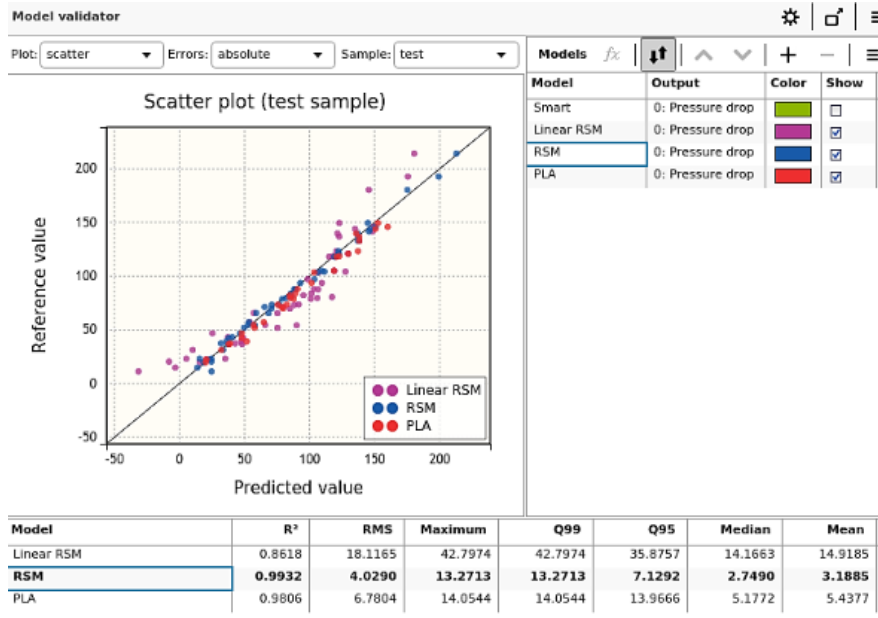 Model validator
Plot: scatter Errors: absolute Sample: test
Models fx
Model Output Color Show
Smart 0: Pressure drop
Linear RSM 0: Pressure drop
RSM 0: Pressure drop
PLA 0: Pressure drop
Scatter plot (test sample)
Reference value
200
150
100
50
0
-50
-50 0 50 100 150 200
Predicted value
Linear RSM
RSM
PLA
Model R² RMS Maximum Q99 Q95 Median Mean
Linear RSM 0.8618 18.1165 42.7974 42.7974 35.8757 14.1663 14.9185
RSM 0.9932 4.0290 13.2713 13.2713 7.1292 2.7490 3.1885
PLA 0.9806 6.7804 14.0544 14.0544 13.9666 5.1772 5.4377